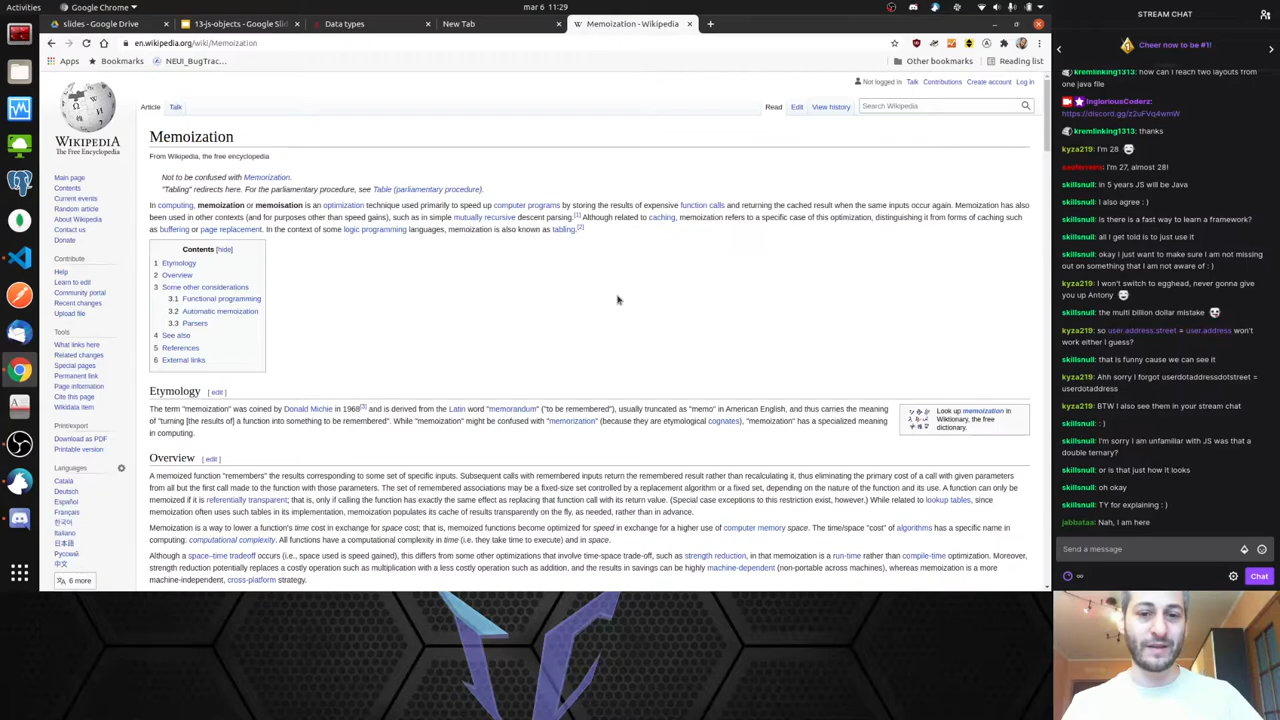 mar 6 11:29
Slides - Google Drive
13-js-objects - Google Slid
Data types
New Tab
Memoization - Wikipedia
en.wikipedia.org/wiki/Memoization
Apps
Bookmarks
NEUI_BugTrac...
Other bookmarks
Reading list
WIKIPEDIA
The Free Encyclopedia
Main page
Contents
Current events
Random article
About Wikipedia
Contact us
Donate
Contribute
Help
Learn to edit
Community portal
Recent changes
Upload file
Tools
What links here
Related changes
Special pages
Permanent link
Page information
Cite this page
Wikidata item
Print/export
Download as PDF
Printable version
Languages
Català
Deutsch
Español
Français
한국어
Italiano
日本語
Русский
中文
6 more
Not logged in Talk Contributions Create account Log in
Article Talk
Read Edit View history
Search Wikipedia
Memoization
From Wikipedia, the free encyclopedia
Not to be confused with Memorization.
"Tabling" redirects here. For the parliamentary procedure, see Table (parliamentary procedure).
In computing, memoization or memoisation is an optimization technique used primarily to speed up computer programs by storing the results of expensive function calls and returning the cached result when the same inputs occur again. Memoization has also
been used in other contexts (and for purposes other than speed gains), such as in simple mutually recursive descent parsing.[1] Although related to caching, memoization refers to a specific case of this optimization, distinguishing it from forms of caching such
as buffering or page replacement. In the context of some logic programming languages, memoization is also known as tabling.[2]
Contents [hide]
1 Etymology
2 Overview
3 Some other considerations
3.1 Functional programming
3.2 Automatic memoization
3.3 Parsers
4 See also
5 References
6 External links
Etymology [ edit ]
The term "memoization" was coined by Donald Michie in 1968[3] and is derived from the Latin word "memorandum" ("to be remembered"), usually truncated as "memo" in American English, and thus carries the meaning
of "turning [the results of] a function into something to be remembered". While "memoization" might be confused with "memorization" (because they are etymological cognates), "memoization" has a specialized meaning
in computing.
Look up memoization in
Wiktionary, the free
dictionary.
Overview [ edit ]
A memoized function "remembers" the results corresponding to some set of specific inputs. Subsequent calls with remembered inputs return the remembered result rather than recalculating it, thus eliminating the primary cost of a call with given parameters
from all but the first call made to the function with those parameters. The set of remembered associations may be a fixed-size set controlled by a replacement algorithm or a fixed set, depending on the nature of the function and its use. A function can only be
memoized if it is referentially transparent; that is, only if calling the function has exactly the same effect as replacing that function call with its return value. (Special case exceptions to this restriction exist, however.) While related to lookup tables, since
memoization often uses such tables in its implementation, memoization populates its cache of results transparently on the fly, as needed, rather than in advance.
Memoization is a way to lower a function's time cost in exchange for space cost; that is, memoized functions become optimized for speed in exchange for a higher use of computer memory space. The time/space "cost" of algorithms has a specific name in
computing: computational complexity. All functions have a computational complexity in time (i.e. they take time to execute) and in space.
Although a space–time tradeoff occurs (i.e., space used is speed gained), this differs from some other optimizations that involve time-space trade-off, such as strength reduction, in that memoization is a run-time rather than compile-time optimization. Moreover,
strength reduction potentially replaces a costly operation such as multiplication with a less costly operation such as addition, and the results in savings can be highly machine-dependent (non-portable across machines), whereas memoization is a more
machine-independent, cross-platform strategy.
STREAM CHAT
Cheer now to be #1!
kremlinking1313: how can I reach two layouts from
one java file
IngloriousCoderz:
https://discord.gg/z2uFVq4wmW
kremlinking1313: thanks
kyza219: I'm 28
I'm 27, almost 28!
skillsnull: in 5 years JS will be Java
skillsnull: I also agree : )
skillsnull: Is there is a fast way to learn a framework?
skillsnull: all I get told is to just use it
skillsnull: okay I just want to make sure I am not missing
out on something that I am not aware of : )
kyza219: I won't switch to egghead, never gonna give
you up Antony
skillsnull: the multi billion dollar mistake
kyza219: so user.address.street = user.address won't
work either I guess?
skillsnull: that is funny cause we can see it
kyza219: Ahh sorry I forgot userdotaddressdotstreet =
userdotaddress
kyza219: BTW I also see them in your stream chat
skillsnull: : )
skillsnull: I'm sorry I am unfamiliar with JS was that a
double ternary?
skillsnull: or is that just how it looks
skillsnull: oh okay
skillsnull: TY for explaining : )
jabbataa: Nah, I am here
Send a message
Chat